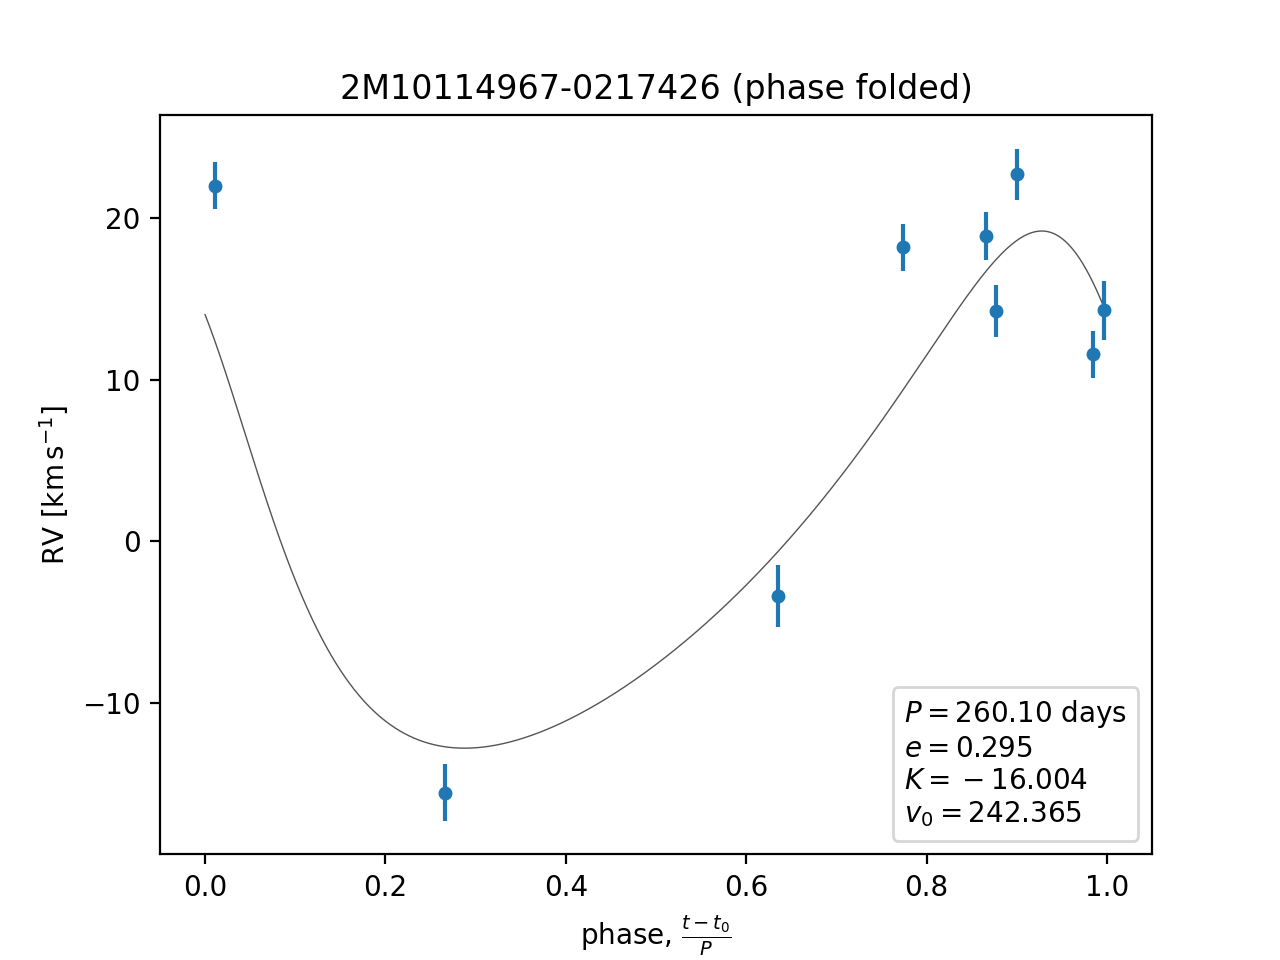 2M10114967-0217426 (phase folded)
RV [km s⁻¹]
20
10
0
−10
P = 260.10 days
e = 0.295
K = − 16.004
v₀ = 242.365
0.0 0.2 0.4 0.6 0.8 1.0
phase, (t − t₀)/P